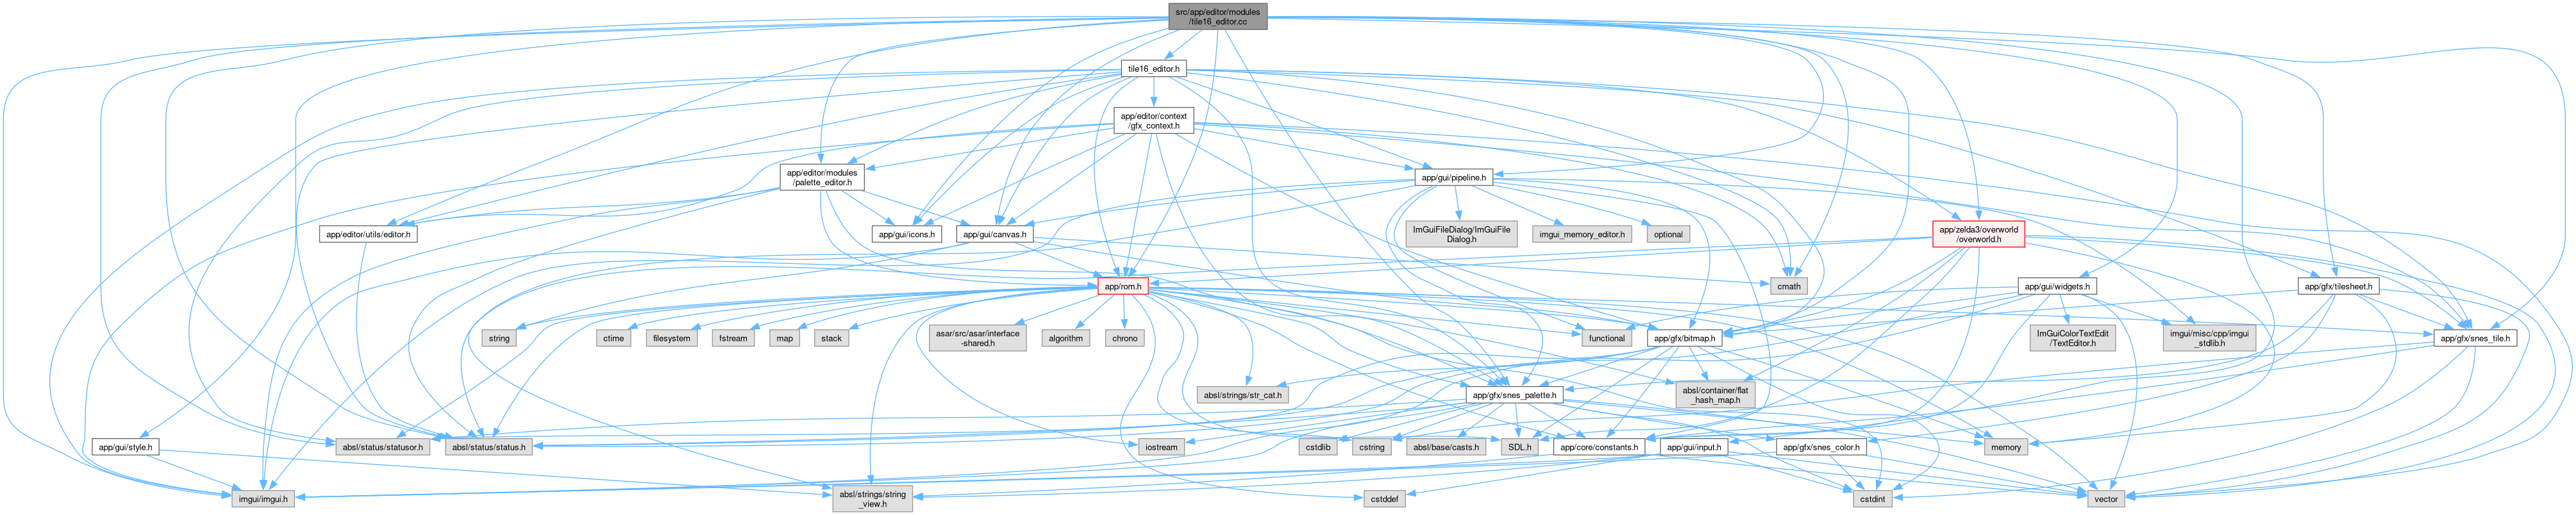 src/app/editor/modules
/tile16_editor.cc
tile16_editor.h
app/editor/context
/gfx_context.h
app/editor/modules
/palette_editor.h
app/gui/pipeline.h
app/editor/utils/editor.h
app/gui/icons.h
app/gui/canvas.h
ImGuiFileDialog/ImGuiFile
Dialog.h
imgui_memory_editor.h
optional
app/zelda3/overworld
/overworld.h
app/rom.h
cmath
app/gui/widgets.h
app/gfx/tilesheet.h
string
ctime
filesystem
fstream
map
stack
asar/src/asar/interface
-shared.h
algorithm
chrono
functional
app/gfx/bitmap.h
ImGuiColorTextEdit
/TextEditor.h
imgui/misc/cpp/imgui
_stdlib.h
app/gfx/snes_tile.h
absl/strings/str_cat.h
app/gfx/snes_palette.h
absl/container/flat
_hash_map.h
app/gui/style.h
absl/status/statusor.h
absl/status/status.h
iostream
cstdlib
cstring
absl/base/casts.h
SDL.h
app/core/constants.h
app/gui/input.h
app/gfx/snes_color.h
memory
imgui/imgui.h
absl/strings/string
_view.h
cstddef
cstdint
vector